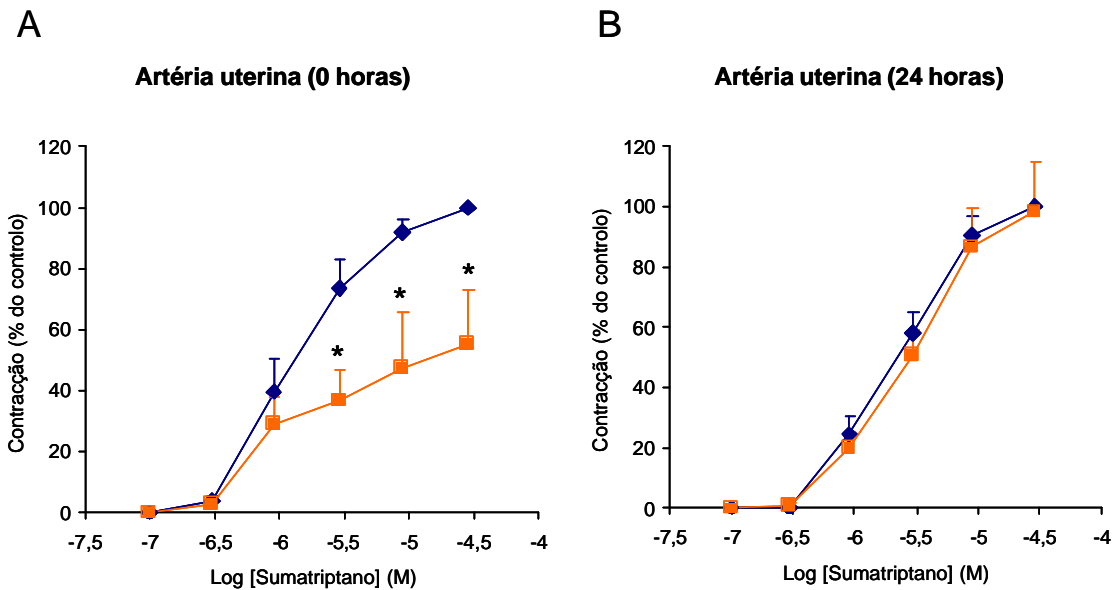 A
Artéria uterina (0 horas)
120
100
80
60
40
20
0
Contracção (% do controlo)
*
*
*
-7,5 -7 -6,5 -6 -5,5 -5 -4,5 -4
Log [Sumatriptano] (M)
B
Artéria uterina (24 horas)
120
100
80
60
40
20
0
Contracção (% do controlo)
-7,5 -7 -6,5 -6 -5,5 -5 -4,5 -4
Log [Sumatriptano] (M)